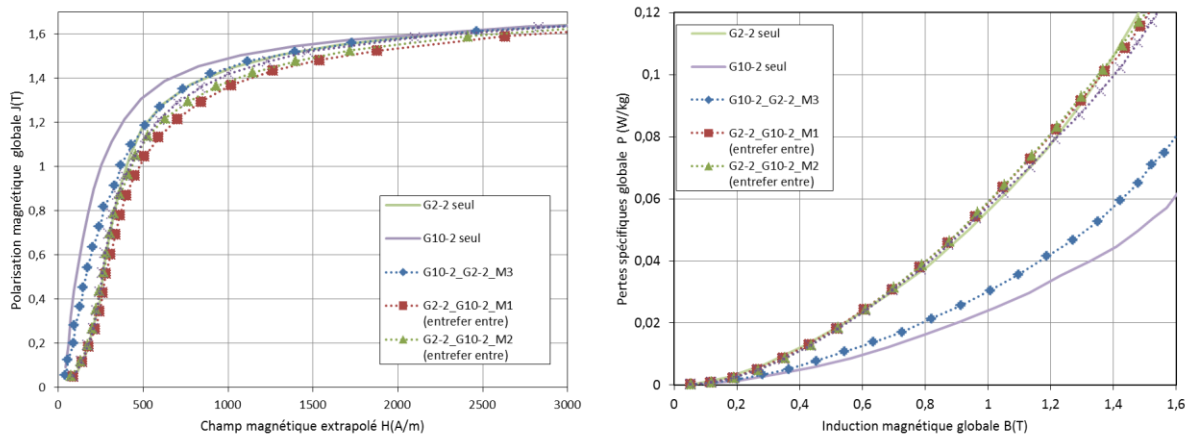 Polarisation magnétique globale J(T)
1,6
1,4
1,2
1
0,8
0,6
0,4
0,2
0
0
500
1000
1500
2000
2500
3000
Champ magnétique extrapolé H(A/m)
G2-2 seul
G10-2 seul
G10-2_G2-2_M3
G2-2_G10-2_M1
(entrefer entre)
G2-2_G10-2_M2
(entrefer entre)
Pertes spécifiques globale P (W/kg)
0,12
0,1
0,08
0,06
0,04
0,02
0
0
0,2
0,4
0,6
0,8
1
1,2
1,4
1,6
Induction magnétique globale B(T)
G2-2 seul
G10-2 seul
G10-2_G2-2_M3
G2-2_G10-2_M1
(entrefer entre)
G2-2_G10-2_M2
(entrefer entre)